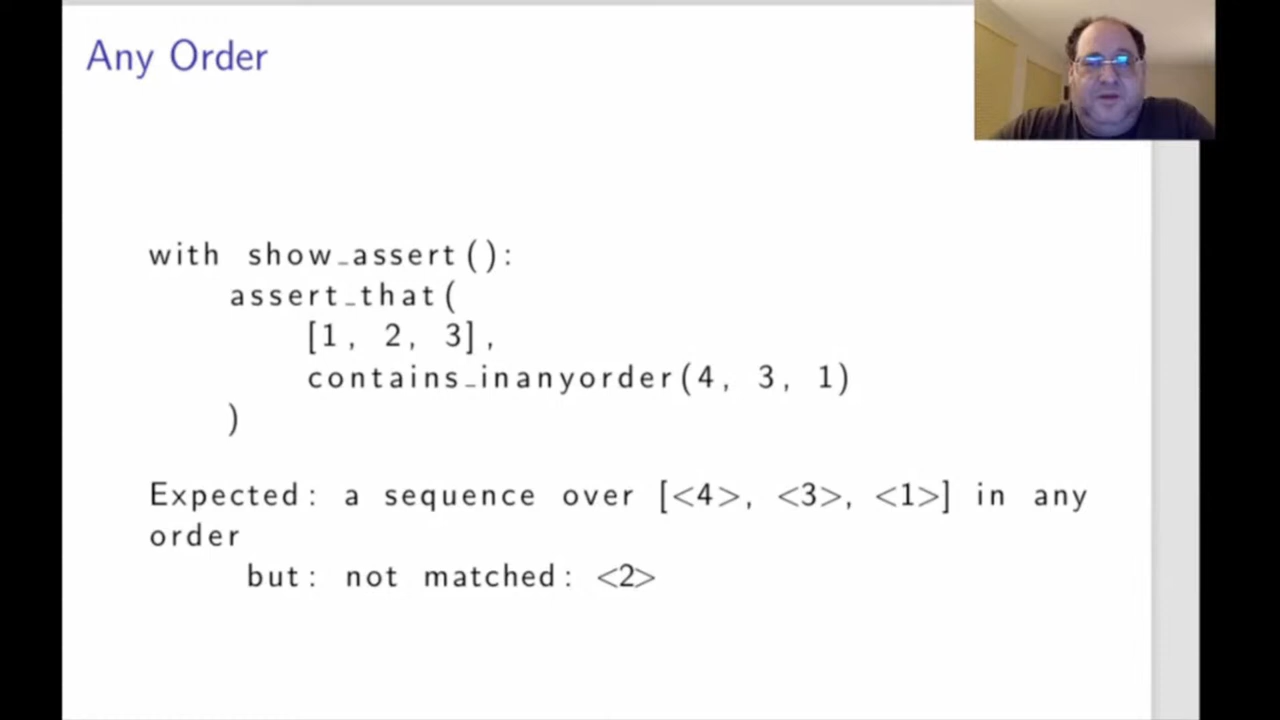 Any Order
with show_assert():
assert_that(
[1, 2, 3],
contains_inanyorder(4, 3, 1)
)
Expected: a sequence over [<4>, <3>, <1>] in any
order
but: not matched: <2>